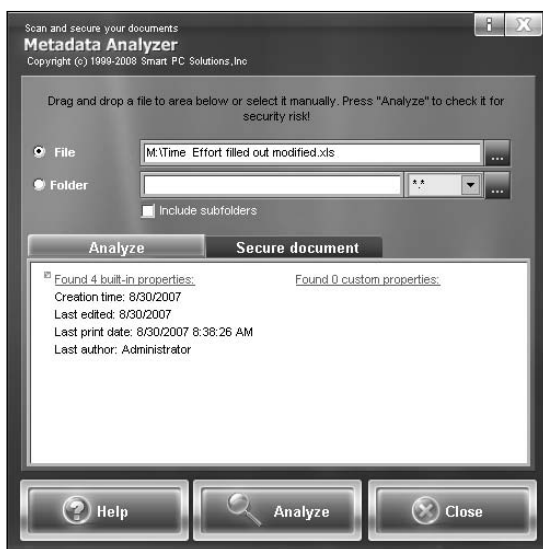 Scan and secure your documents
Metadata Analyzer
Copyright (c) 1999-2008 Smart PC Solutions,Inc
i X
Drag and drop a file to area below or select it manually. Press "Analyze" to check it for
security risk!
File M:\Time Effort filled out modified.xls ...
Folder *.* ...
Include subfolders
Analyze Secure document
Found 4 built-in properties: Found 0 custom properties:
Creation time: 8/30/2007
Last edited: 8/30/2007
Last print date: 8/30/2007 8:38:26 AM
Last author: Administrator
? Help Analyze Close